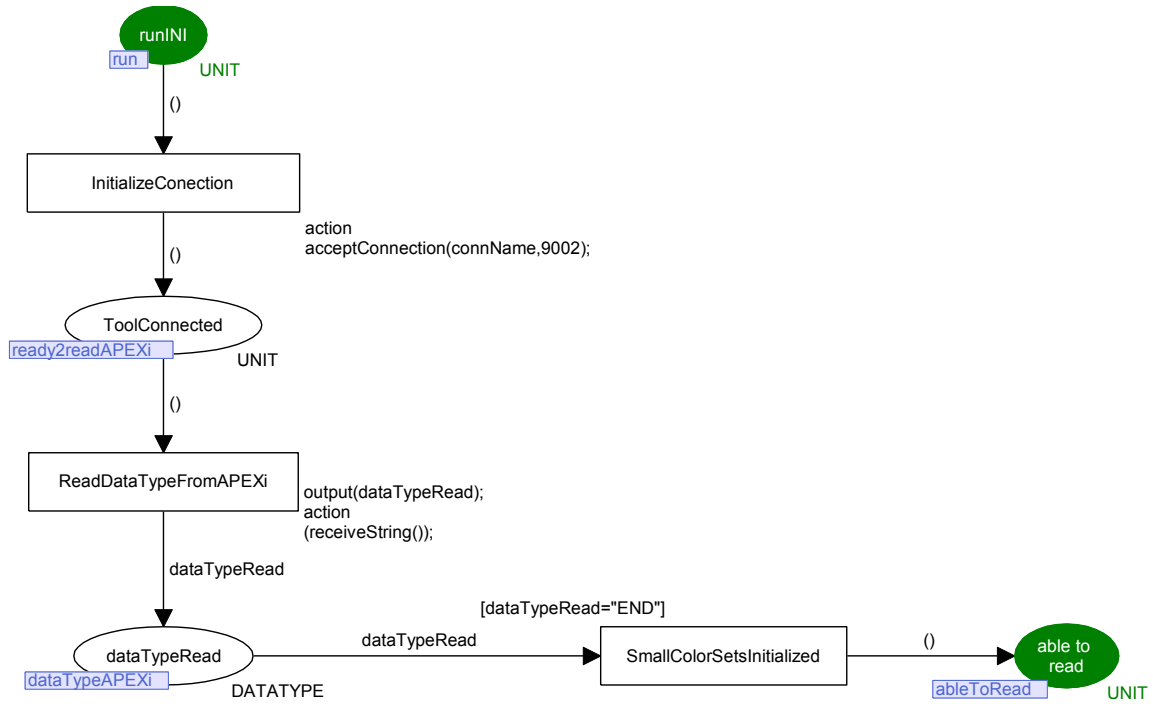 runINI
run
UNIT
()
InitializeConection
action
acceptConnection(connName,9002);
()
ToolConnected
ready2readAPEXi
UNIT
()
ReadDataTypeFromAPEXi
output(dataTypeRead);
action
(receiveString());
dataTypeRead
[dataTypeRead="END"]
dataTypeRead
dataTypeRead
dataTypeAPEXi
DATATYPE
SmallColorSetsInitialized
()
able to
read
ableToRead
UNIT